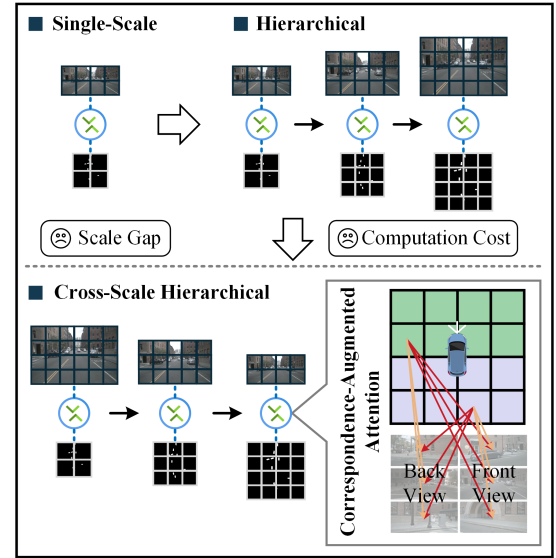 Single-Scale
Hierarchical
Scale Gap
Computation Cost
Cross-Scale Hierarchical
Correspondence-Augmented
Attention
Back Front
View View